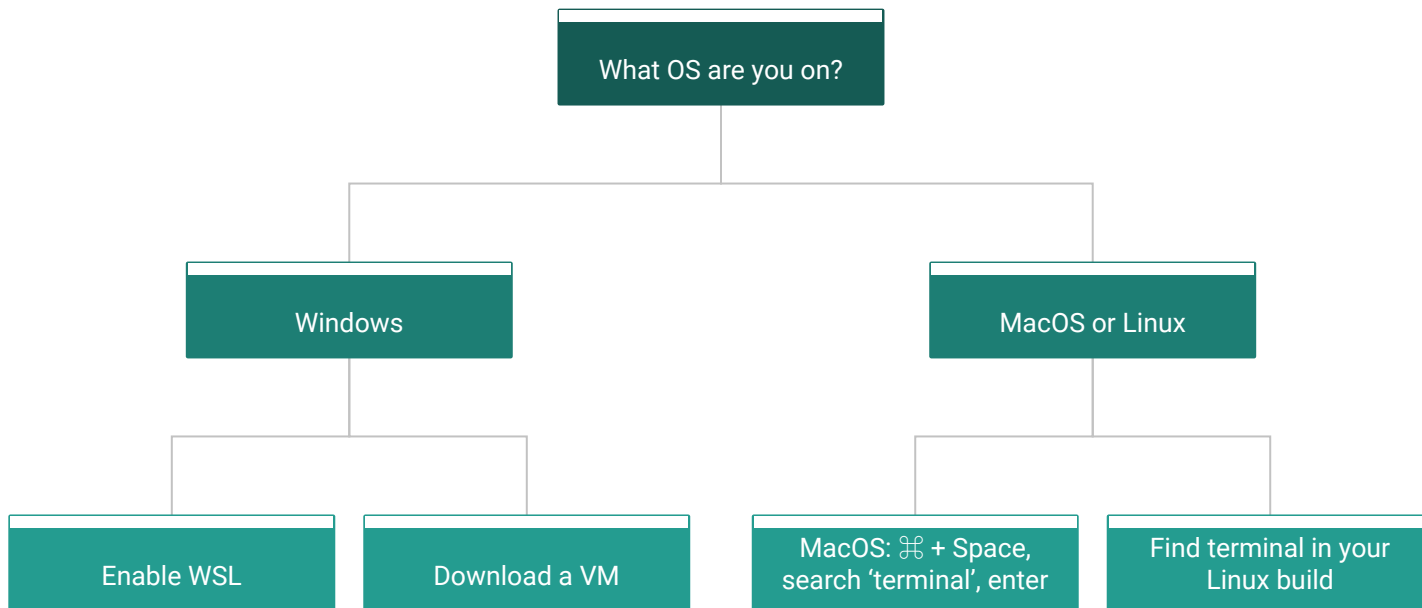 What OS are you on?
Windows
MacOS or Linux
Enable WSL
Download a VM
MacOS: ⌘ + Space,
search ‘terminal’, enter
Find terminal in your
Linux build